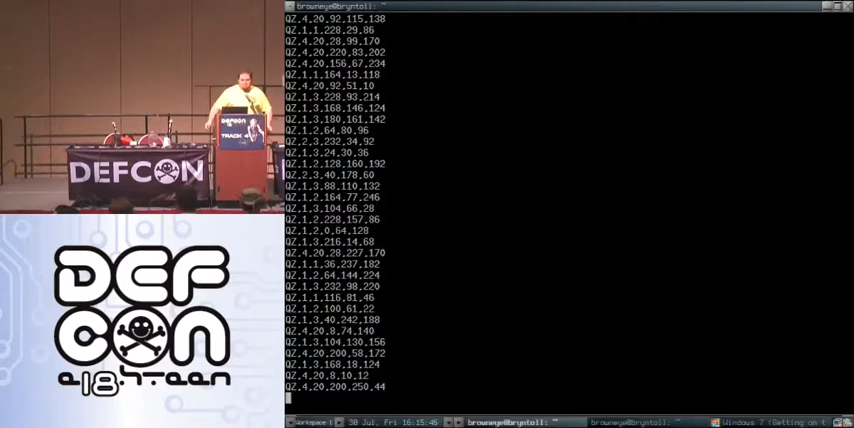 DEFCON
TRACK 4
DEFCON
DEF
CON
e18.hteen
browneye@bryntoll: ~
QZ,4,20,92,115,138
QZ,1,1,228,29,86
QZ,4,20,28,99,170
QZ,4,20,220,83,202
QZ,4,20,156,67,234
QZ,1,1,164,13,118
QZ,4,20,92,51,10
QZ,1,3,228,93,214
QZ,1,3,168,146,124
QZ,1,3,180,161,142
QZ,1,2,64,80,96
QZ,2,3,232,34,92
QZ,1,3,24,30,36
QZ,1,2,128,160,192
QZ,2,3,40,178,60
QZ,1,3,88,110,132
QZ,1,2,164,77,246
QZ,1,3,104,66,28
QZ,1,2,228,157,86
QZ,1,2,0,64,128
QZ,1,3,216,14,68
QZ,4,20,28,227,170
QZ,1,1,36,237,182
QZ,1,2,64,144,224
QZ,1,3,232,98,220
QZ,1,1,116,81,46
QZ,1,2,100,61,22
QZ,1,3,40,242,188
QZ,4,20,8,74,140
QZ,1,3,104,130,156
QZ,4,20,200,58,172
QZ,1,3,168,18,124
QZ,4,20,8,10,12
QZ,4,20,200,250,44
Workspace 1
30 Jul, Fri 16:15:45
browneye@bryntoll: ~
browneye@bryntoll: ~
Windows 7 (Getting on t